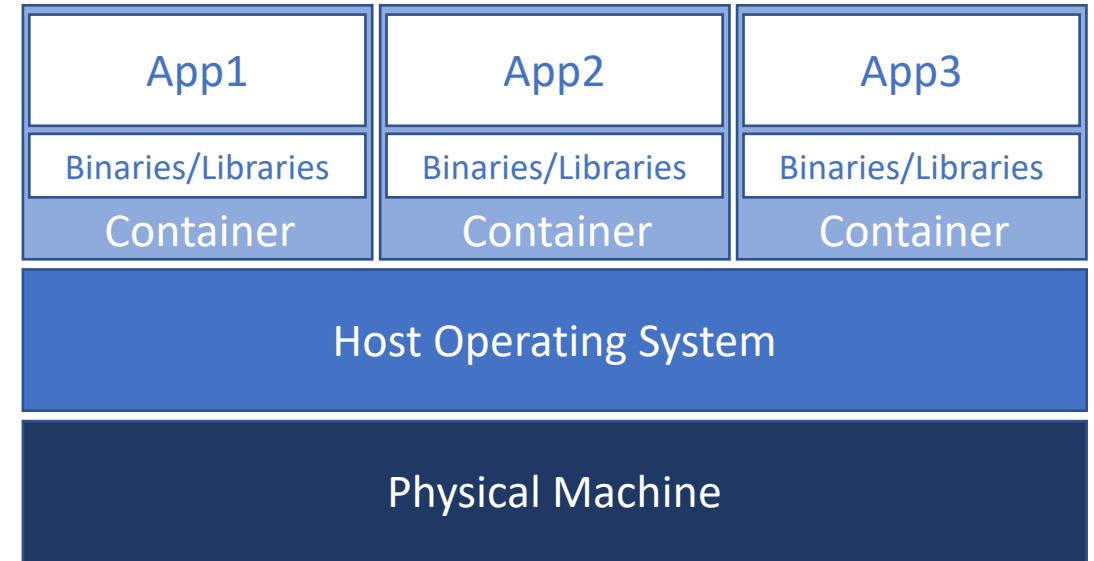 App1
App2
App3
Binaries/Libraries
Binaries/Libraries
Binaries/Libraries
Container
Container
Container
Host Operating System
Physical Machine